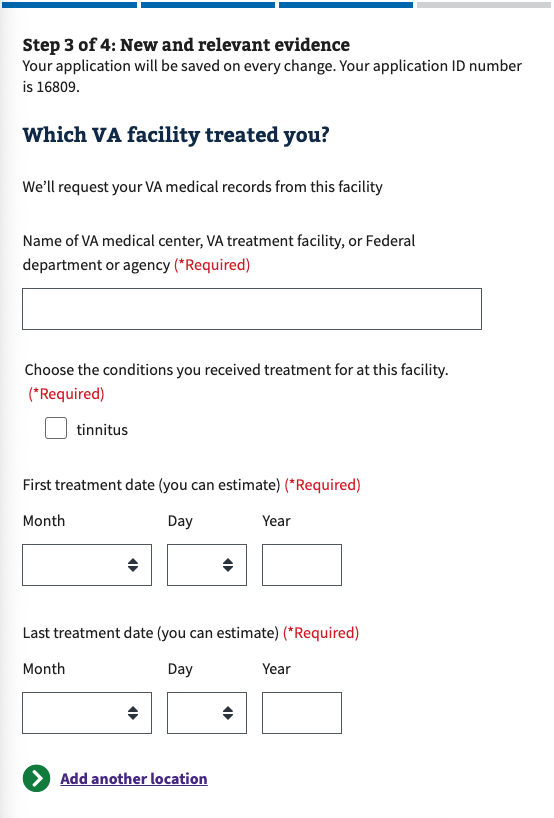 Step 3 of 4: New and relevant evidence
Your application will be saved on every change. Your application ID number
is 16809.
Which VA facility treated you?
We’ll request your VA medical records from this facility
Name of VA medical center, VA treatment facility, or Federal
department or agency (*Required)
Choose the conditions you received treatment for at this facility.
(*Required)
tinnitus
First treatment date (you can estimate) (*Required)
Month Day Year
Last treatment date (you can estimate) (*Required)
Month Day Year
Add another location